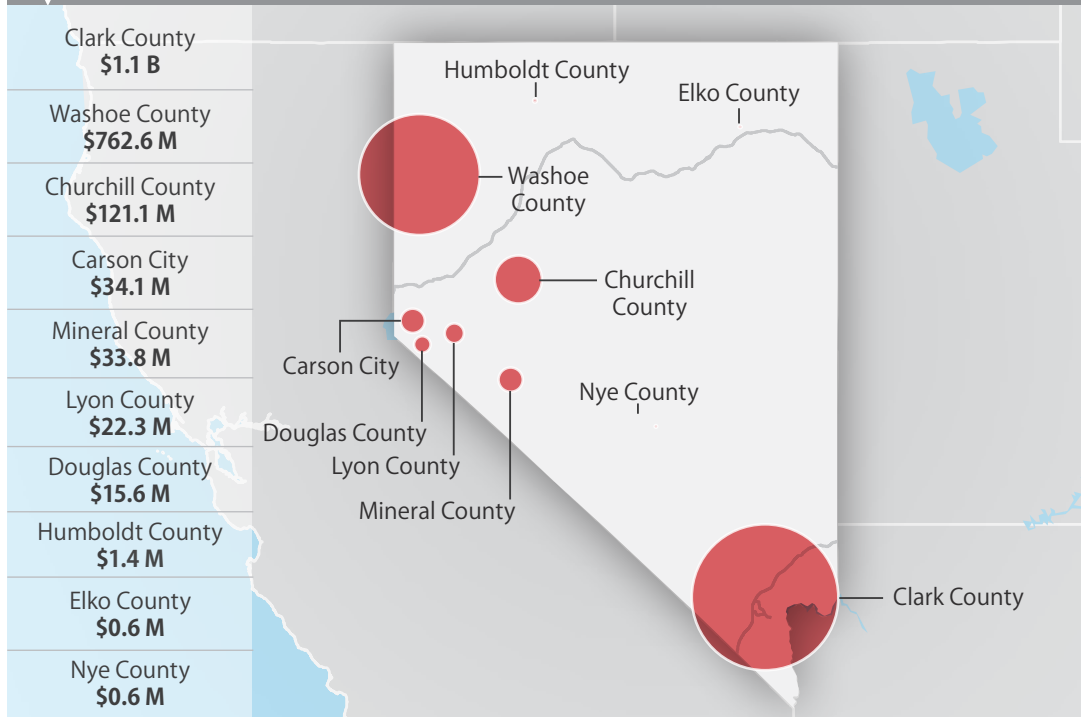 Clark County
$1.1 B
Washoe County
$762.6 M
Churchill County
$121.1 M
Carson City
$34.1 M
Mineral County
$33.8 M
Lyon County
$22.3 M
Douglas County
$15.6 M
Humboldt County
$1.4 M
Elko County
$0.6 M
Nye County
$0.6 M
Humboldt County
Elko County
Washoe
County
Churchill
County
Carson City
Nye County
Douglas County
Lyon County
Mineral County
Clark County